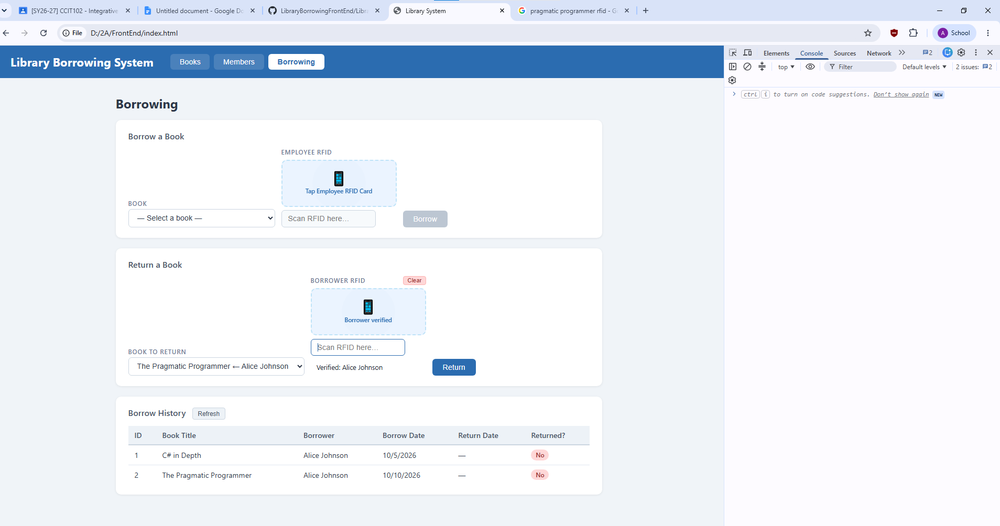 [SY26-27] CCIT102 - Integrative
Untitled document - Google Do
LibraryBorrowingFrontEnd/Libra
Library System
pragmatic programmer rfid - G
File
D:/2A/FrontEnd/index.html
A
School
Library Borrowing System
Books
Members
Borrowing
Borrowing
Borrow a Book
EMPLOYEE RFID
Tap Employee RFID Card
BOOK
— Select a book —
Scan RFID here...
Borrow
Return a Book
BORROWER RFID
Clear
Borrower verified
Scan RFID here...
BOOK TO RETURN
The Pragmatic Programmer ← Alice Johnson
Verified: Alice Johnson
Return
Borrow History
Refresh
ID Book Title Borrower Borrow Date Return Date Returned?
1 C# in Depth Alice Johnson 10/5/2026 — No
2 The Pragmatic Programmer Alice Johnson 10/10/2026 — No
Elements
Console
Sources
Network
2
top
Filter
Default levels
2 issues: 2
ctrl i to turn on code suggestions. Don't show again NEW